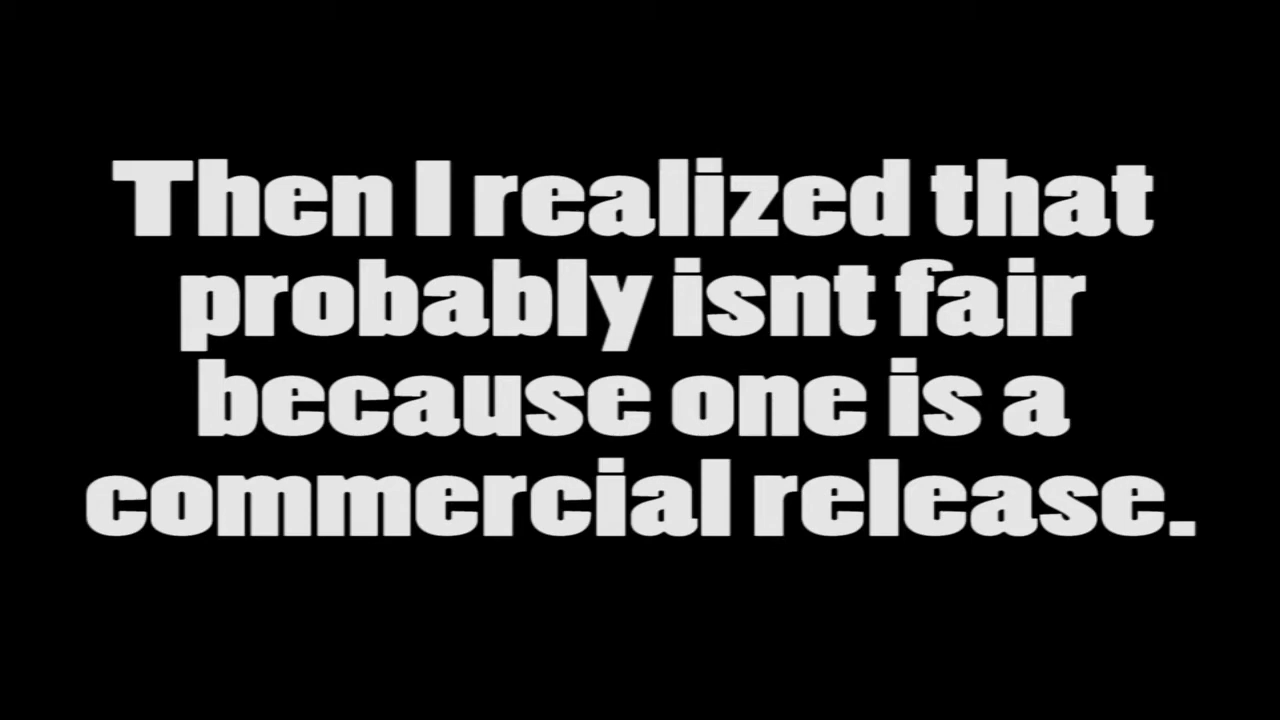 Then I realized that
probably isnt fair
because one is a
commercial release.